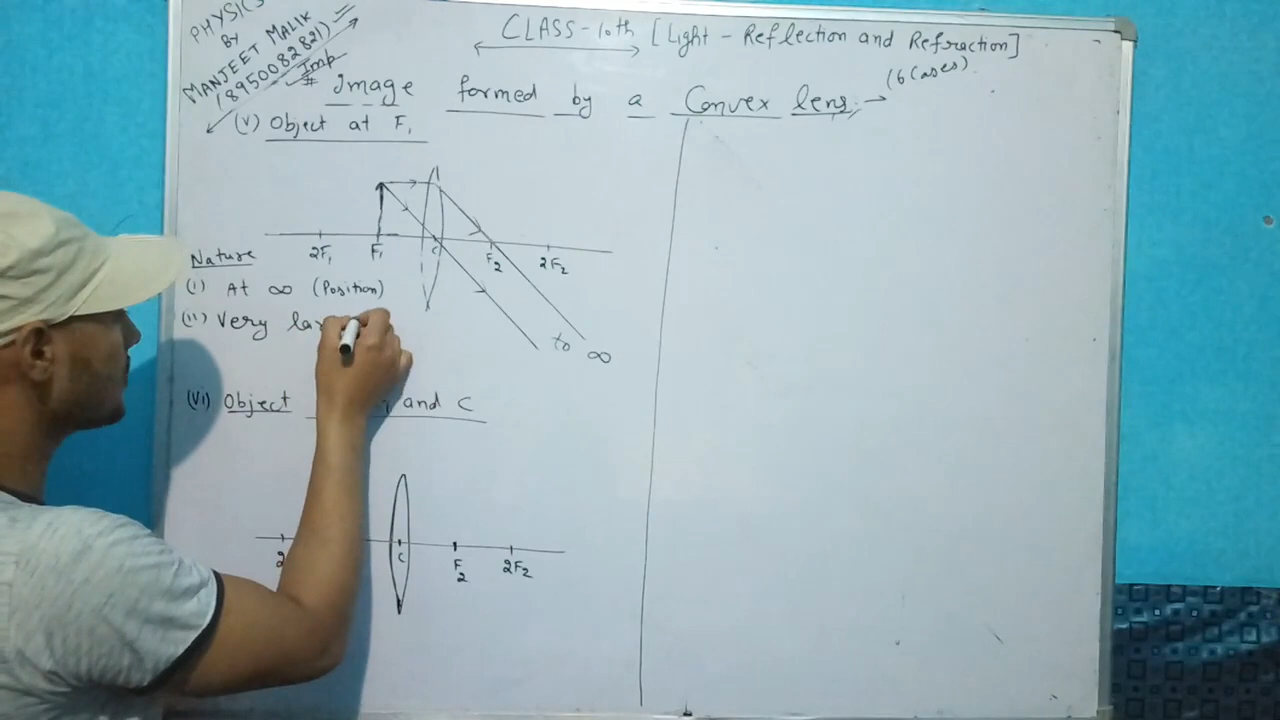 PHYSICS
BY
MANJEET MALIK
(8950082821)
CLASS-10th [Light - Reflection and Refraction]
# Imp
Image formed by a Convex lens → (6 Cases)
(V) Object at F1
2F1 F1 C F2 2F2
Nature
(i) At ∞ (Position)
(ii) Very
to ∞
(VI) Object and C
C F2 2F2